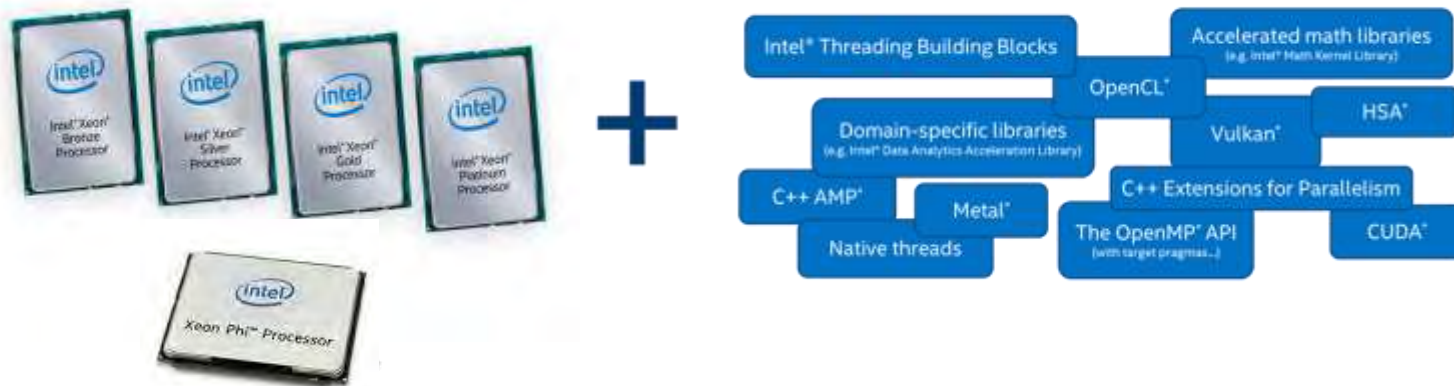 intel
Intel® Xeon®
Bronze
Processor
intel
Intel® Xeon®
Silver
Processor
intel
Intel® Xeon®
Gold
Processor
intel
Intel® Xeon®
Platinum
Processor
intel
Xeon Phi™ Processor
+
Intel® Threading Building Blocks
Accelerated math libraries
(e.g. Intel® Math Kernel Library)
OpenCL*
HSA*
Domain-specific libraries
(e.g. Intel® Data Analytics Acceleration Library)
Vulkan*
C++ AMP*
Metal*
C++ Extensions for Parallelism
Native threads
The OpenMP* API
(with target pragmas...)
CUDA*